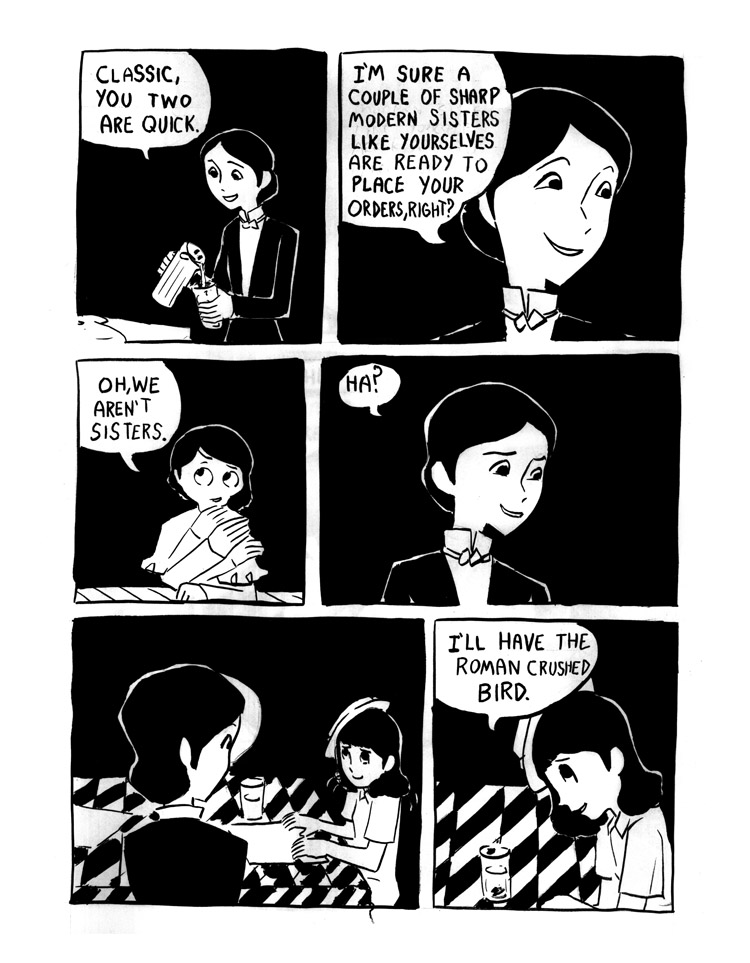 CLASSIC,
YOU TWO
ARE QUICK.
I'M SURE A
COUPLE OF SHARP
MODERN SISTERS
LIKE YOURSELVES
ARE READY TO
PLACE YOUR
ORDERS,RIGHT?
OH,WE
AREN'T
SISTERS.
HA?
I'LL HAVE THE
ROMAN CRUSHED
BIRD.